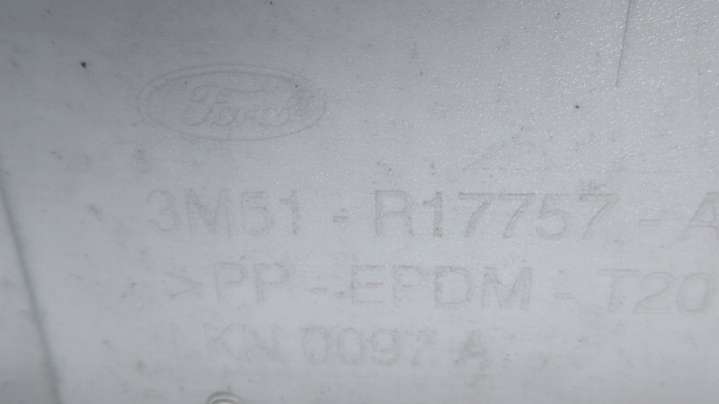 Ford
3M51 - R17757 - A
>PP - EPDM - T20
KN 0097 A